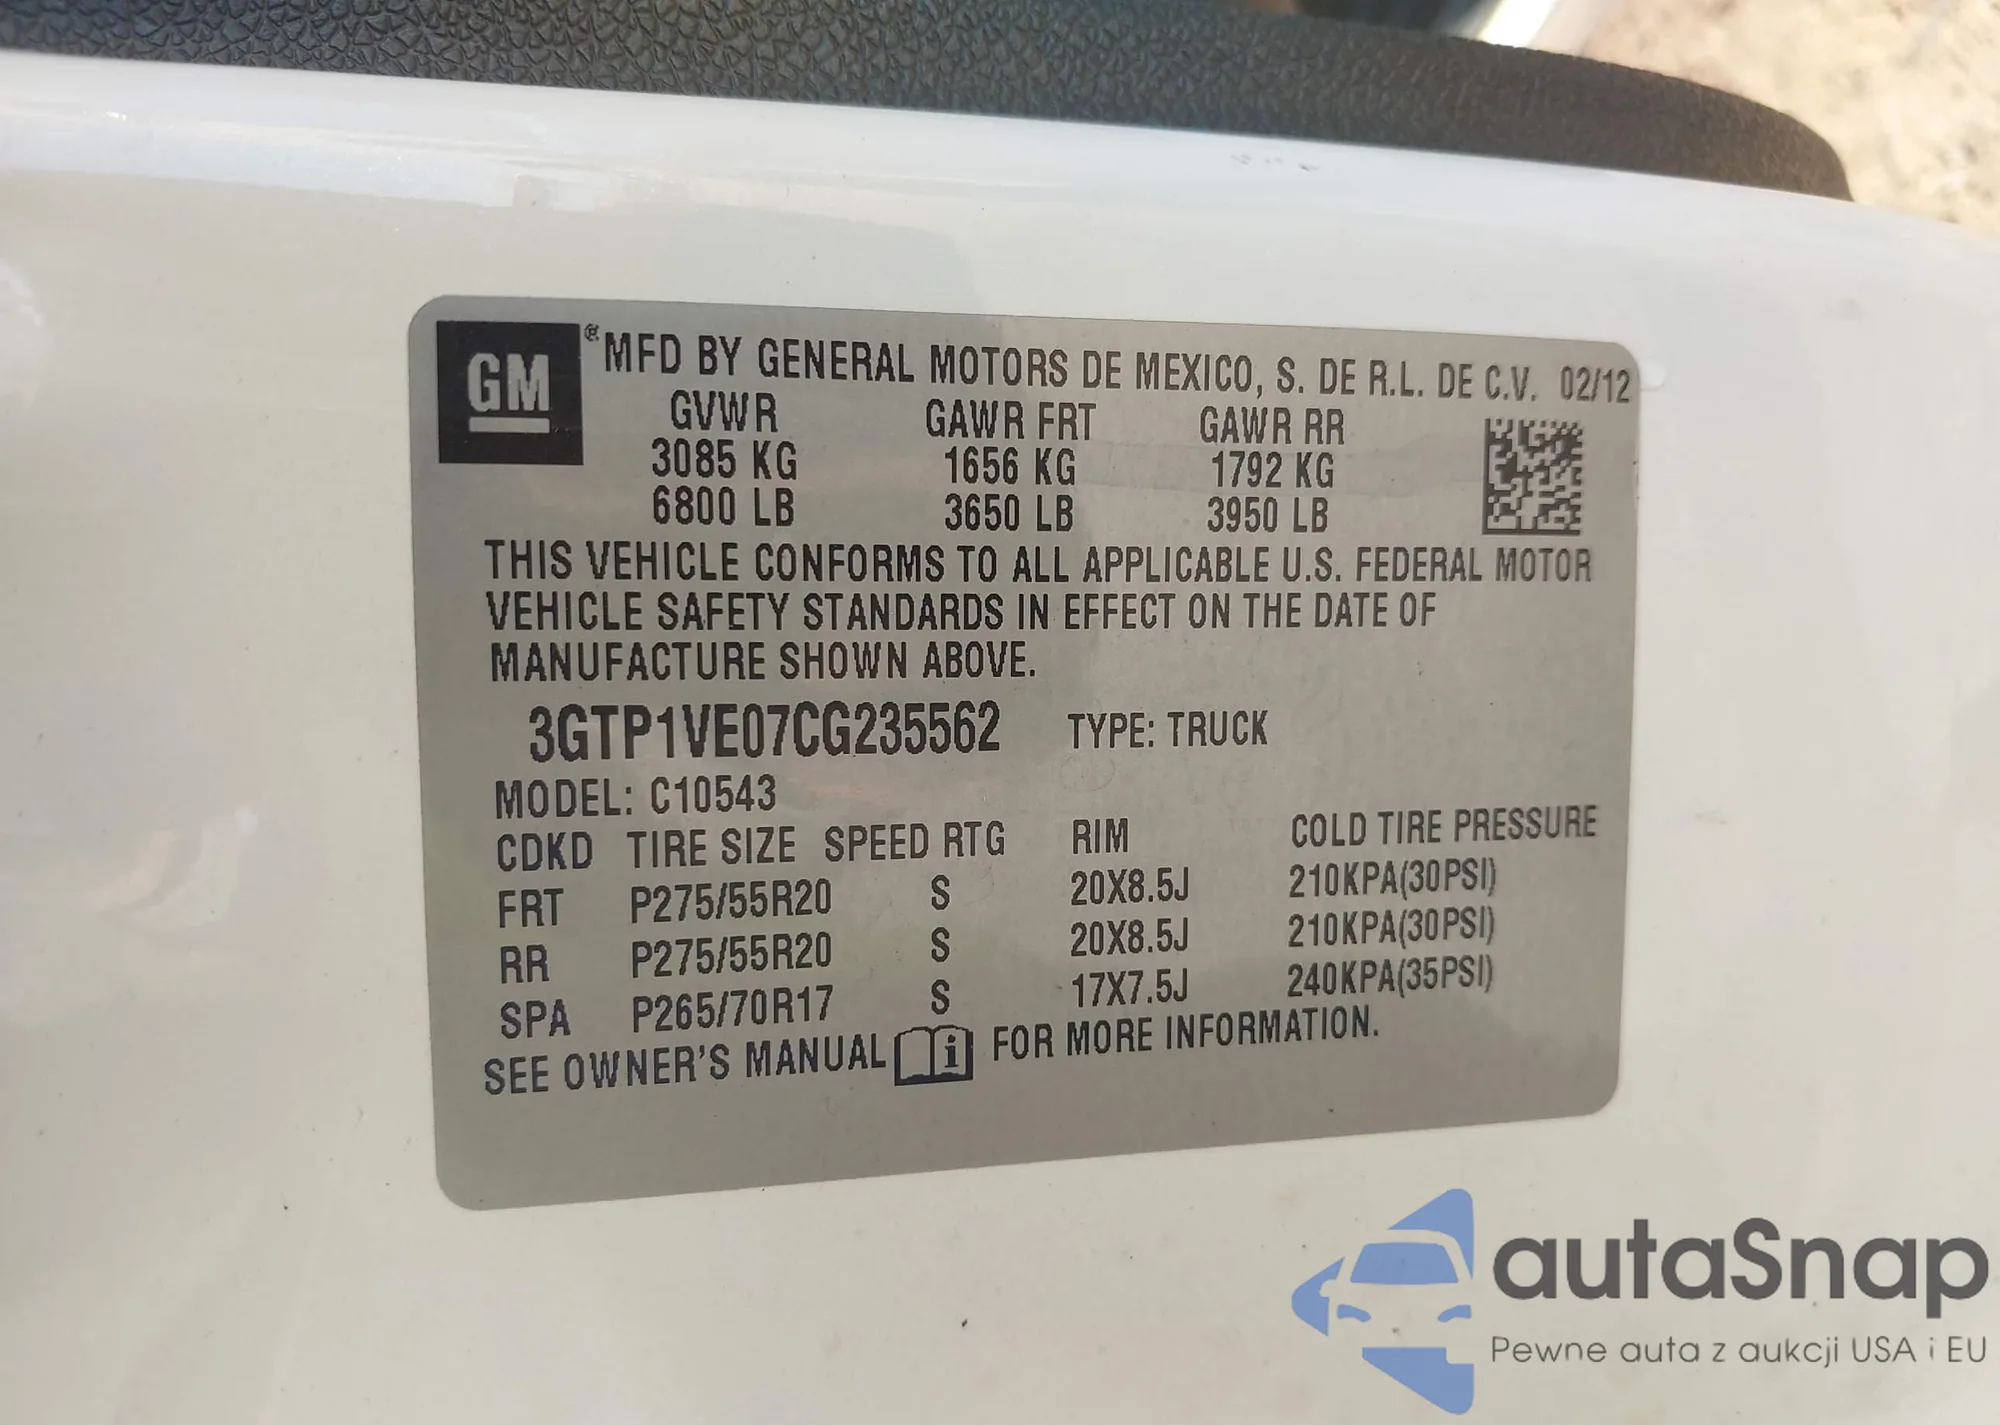 GM
® MFD BY GENERAL MOTORS DE MEXICO, S. DE R.L. DE C.V. 02/12
GVWR GAWR FRT GAWR RR
3085 KG 1656 KG 1792 KG
6800 LB 3650 LB 3950 LB
THIS VEHICLE CONFORMS TO ALL APPLICABLE U.S. FEDERAL MOTOR
VEHICLE SAFETY STANDARDS IN EFFECT ON THE DATE OF
MANUFACTURE SHOWN ABOVE.
3GTP1VE07CG235562 TYPE: TRUCK
MODEL: C10543
CDKD TIRE SIZE SPEED RTG RIM COLD TIRE PRESSURE
FRT P275/55R20 S 20X8.5J 210KPA(30PSI)
RR P275/55R20 S 20X8.5J 210KPA(30PSI)
SPA P265/70R17 S 17X7.5J 240KPA(35PSI)
SEE OWNER'S MANUAL i FOR MORE INFORMATION.
autaSnap
Pewne auta z aukcji USA i EU